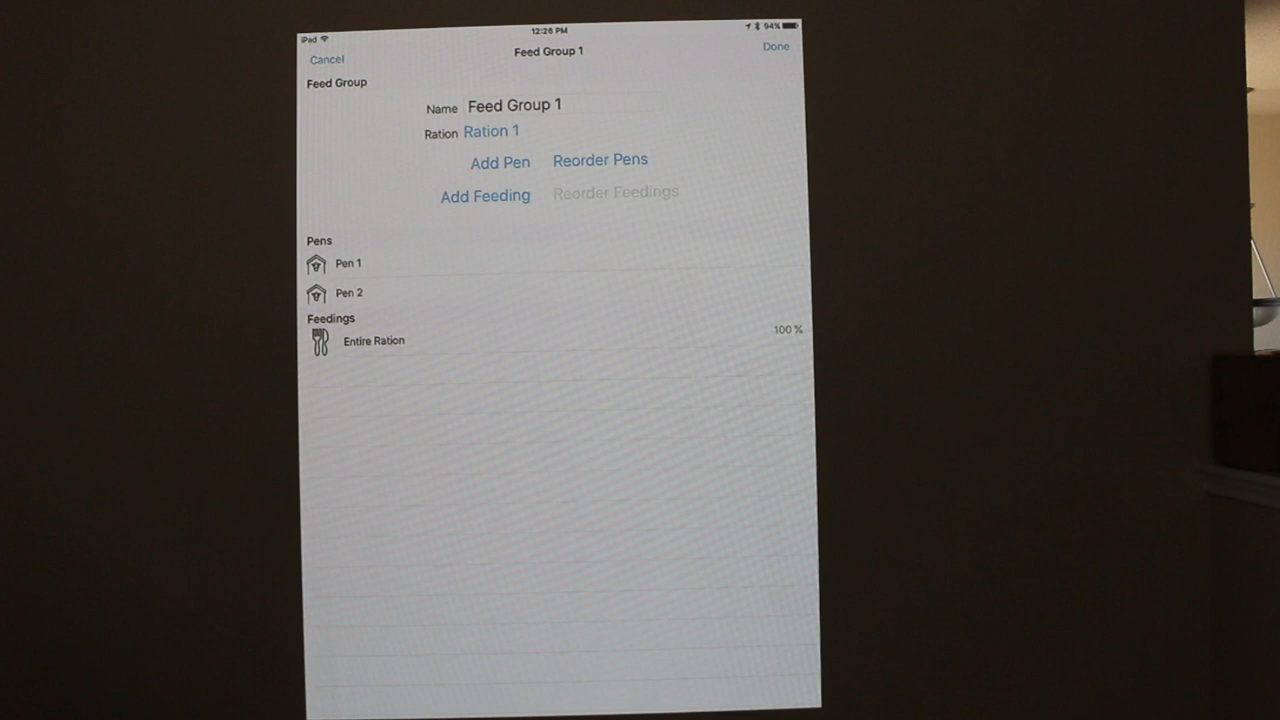 iPad 12:26 PM 94%
Cancel Feed Group 1 Done
Feed Group
Name Feed Group 1
Ration Ration 1
Add Pen Reorder Pens
Add Feeding Reorder Feedings
Pens
Pen 1
Pen 2
Feedings
Entire Ration 100 %